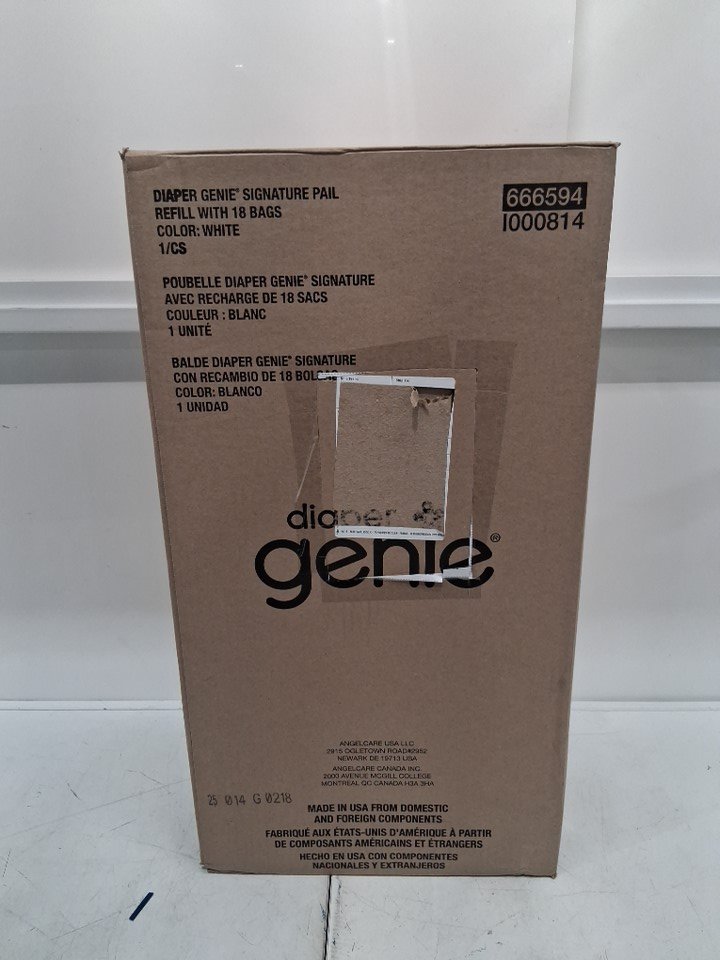 DIAPER GENIE® SIGNATURE PAIL
REFILL WITH 18 BAGS
COLOR: WHITE
1/CS
666594
I000814
POUBELLE DIAPER GENIE® SIGNATURE
AVEC RECHARGE DE 18 SACS
COULEUR : BLANC
1 UNITÉ
BALDE DIAPER GENIE® SIGNATURE
CON RECAMBIO DE 18 BOLSAS
COLOR: BLANCO
1 UNIDAD
diaper
genie®
ANGELCARE USA LLC
2915 OGLETOWN ROAD#2952
NEWARK DE 19713 USA
ANGELCARE CANADA INC.
2000 AVENUE MCGILL COLLEGE
MONTREAL QC CANADA H3A 3HA
25 014 G 0218
MADE IN USA FROM DOMESTIC
AND FOREIGN COMPONENTS
FABRIQUÉ AUX ÉTATS-UNIS D'AMÉRIQUE À PARTIR
DE COMPOSANTS AMÉRICAINS ET ÉTRANGERS
HECHO EN USA CON COMPONENTES
NACIONALES Y EXTRANJEROS